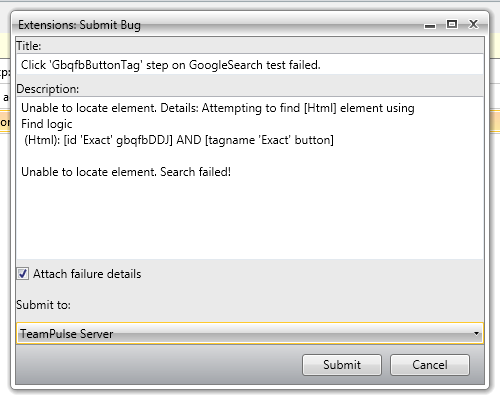 Extensions: Submit Bug
Title:
Click 'GbqfbButtonTag' step on GoogleSearch test failed.
Description:
Unable to locate element. Details: Attempting to find [Html] element using
Find logic
(Html): [id 'Exact' gbqfbDDJ] AND [tagname 'Exact' button]
Unable to locate element. Search failed!
Attach failure details
Submit to:
TeamPulse Server
Submit Cancel